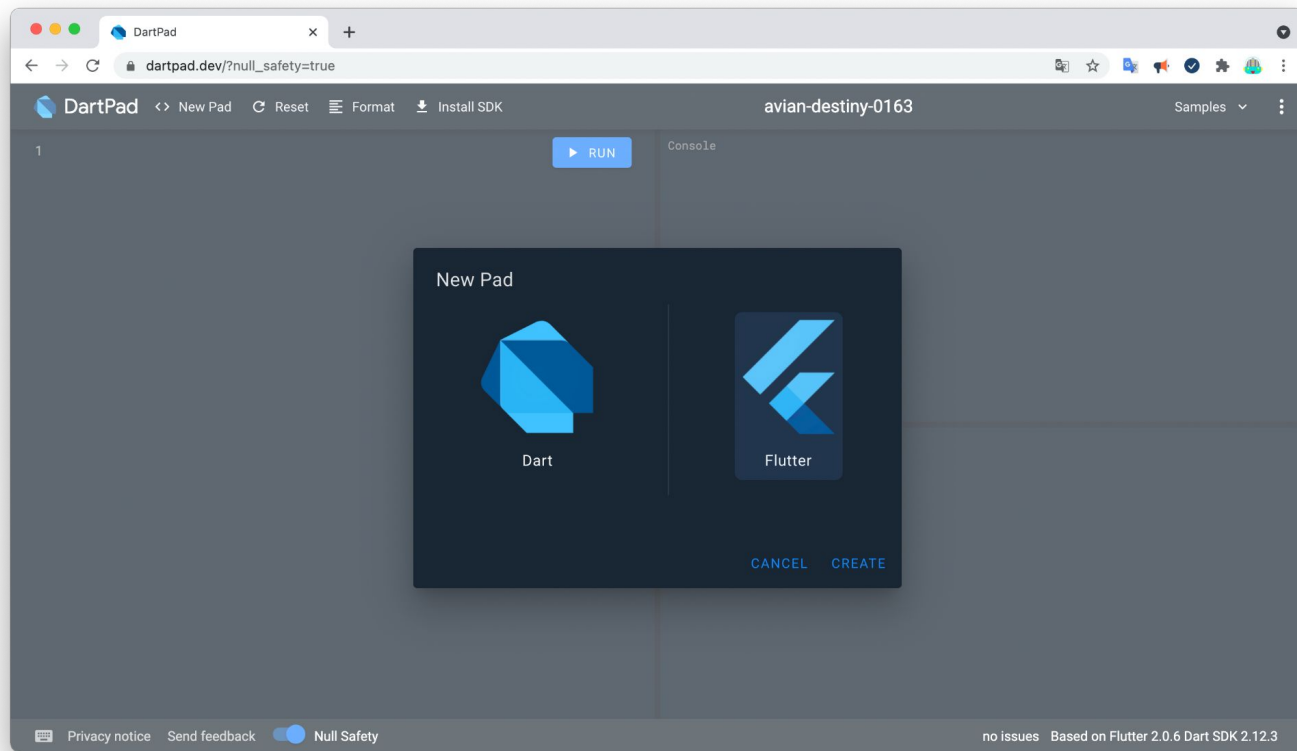 DartPad
dartpad.dev/?null_safety=true
DartPad <> New Pad Reset Format Install SDK avian-destiny-0163 Samples
1 RUN Console
New Pad
Dart Flutter
CANCEL CREATE
Privacy notice Send feedback Null Safety no issues Based on Flutter 2.0.6 Dart SDK 2.12.3